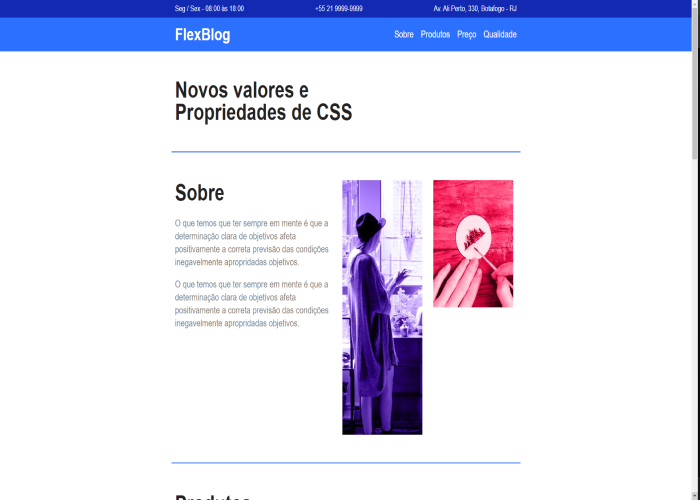 Seg / Sex - 08:00 às 18:00
+55 21 9999-9999
Av. Ali Perto, 330, Botafogo - RJ
FlexBlog
Sobre Produtos Preço Qualidade
Novos valores e
Propriedades de CSS
Sobre
O que temos que ter sempre em mente é que a
determinação clara de objetivos afeta
positivamente a correta previsão das condições
inegavelmente apropridadas objetivos.
O que temos que ter sempre em mente é que a
determinação clara de objetivos afeta
positivamente a correta previsão das condições
inegavelmente apropridadas objetivos.
Produtos